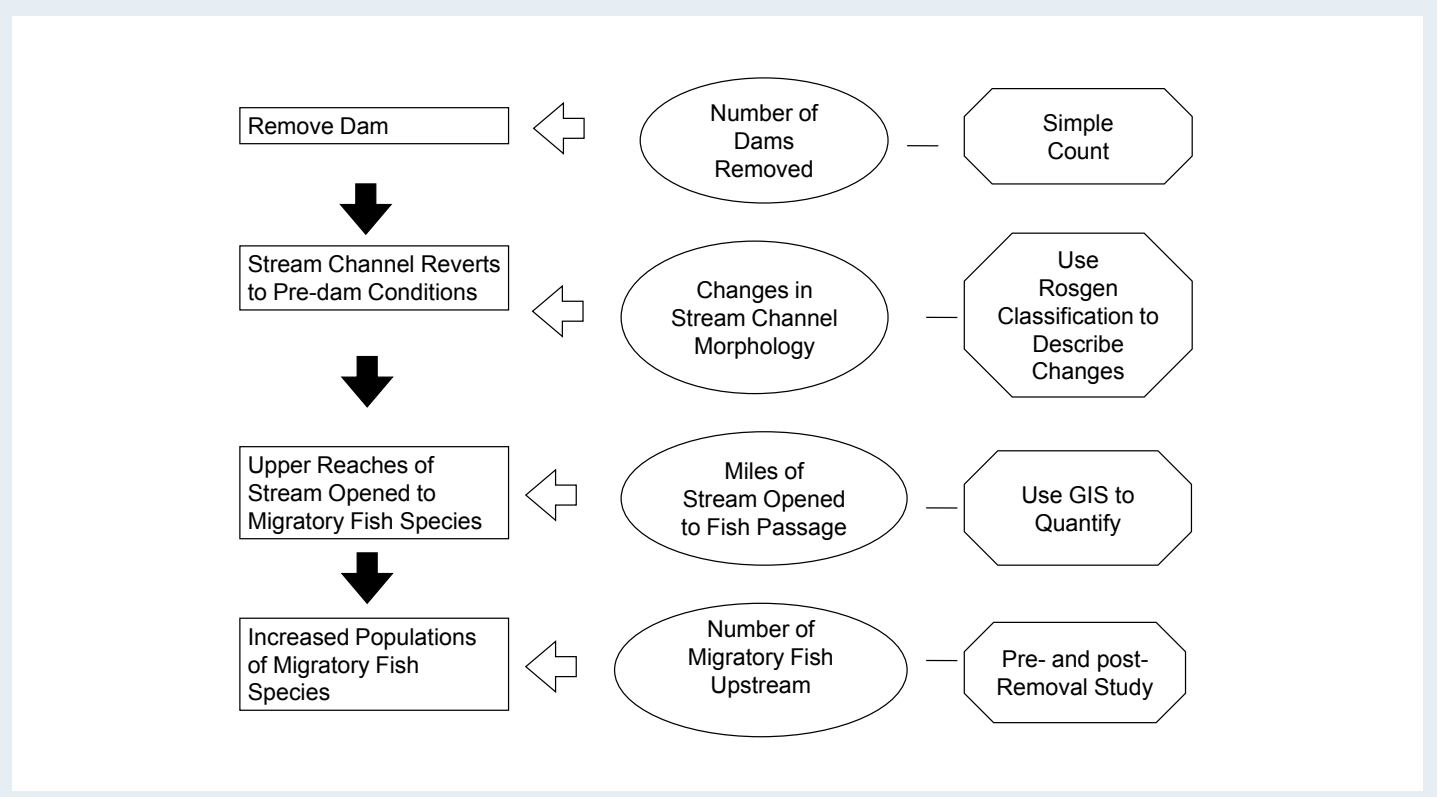 Remove Dam
Number of
Dams
Removed
Simple
Count
Stream Channel Reverts
to Pre-dam Conditions
Changes in
Stream Channel
Morphology
Use
Rosgen
Classification to
Describe
Changes
Upper Reaches of
Stream Opened to
Migratory Fish Species
Miles of
Stream Opened
to Fish Passage
Use GIS to
Quantify
Increased Populations
of Migratory Fish
Species
Number of
Migratory Fish
Upstream
Pre- and post-
Removal Study